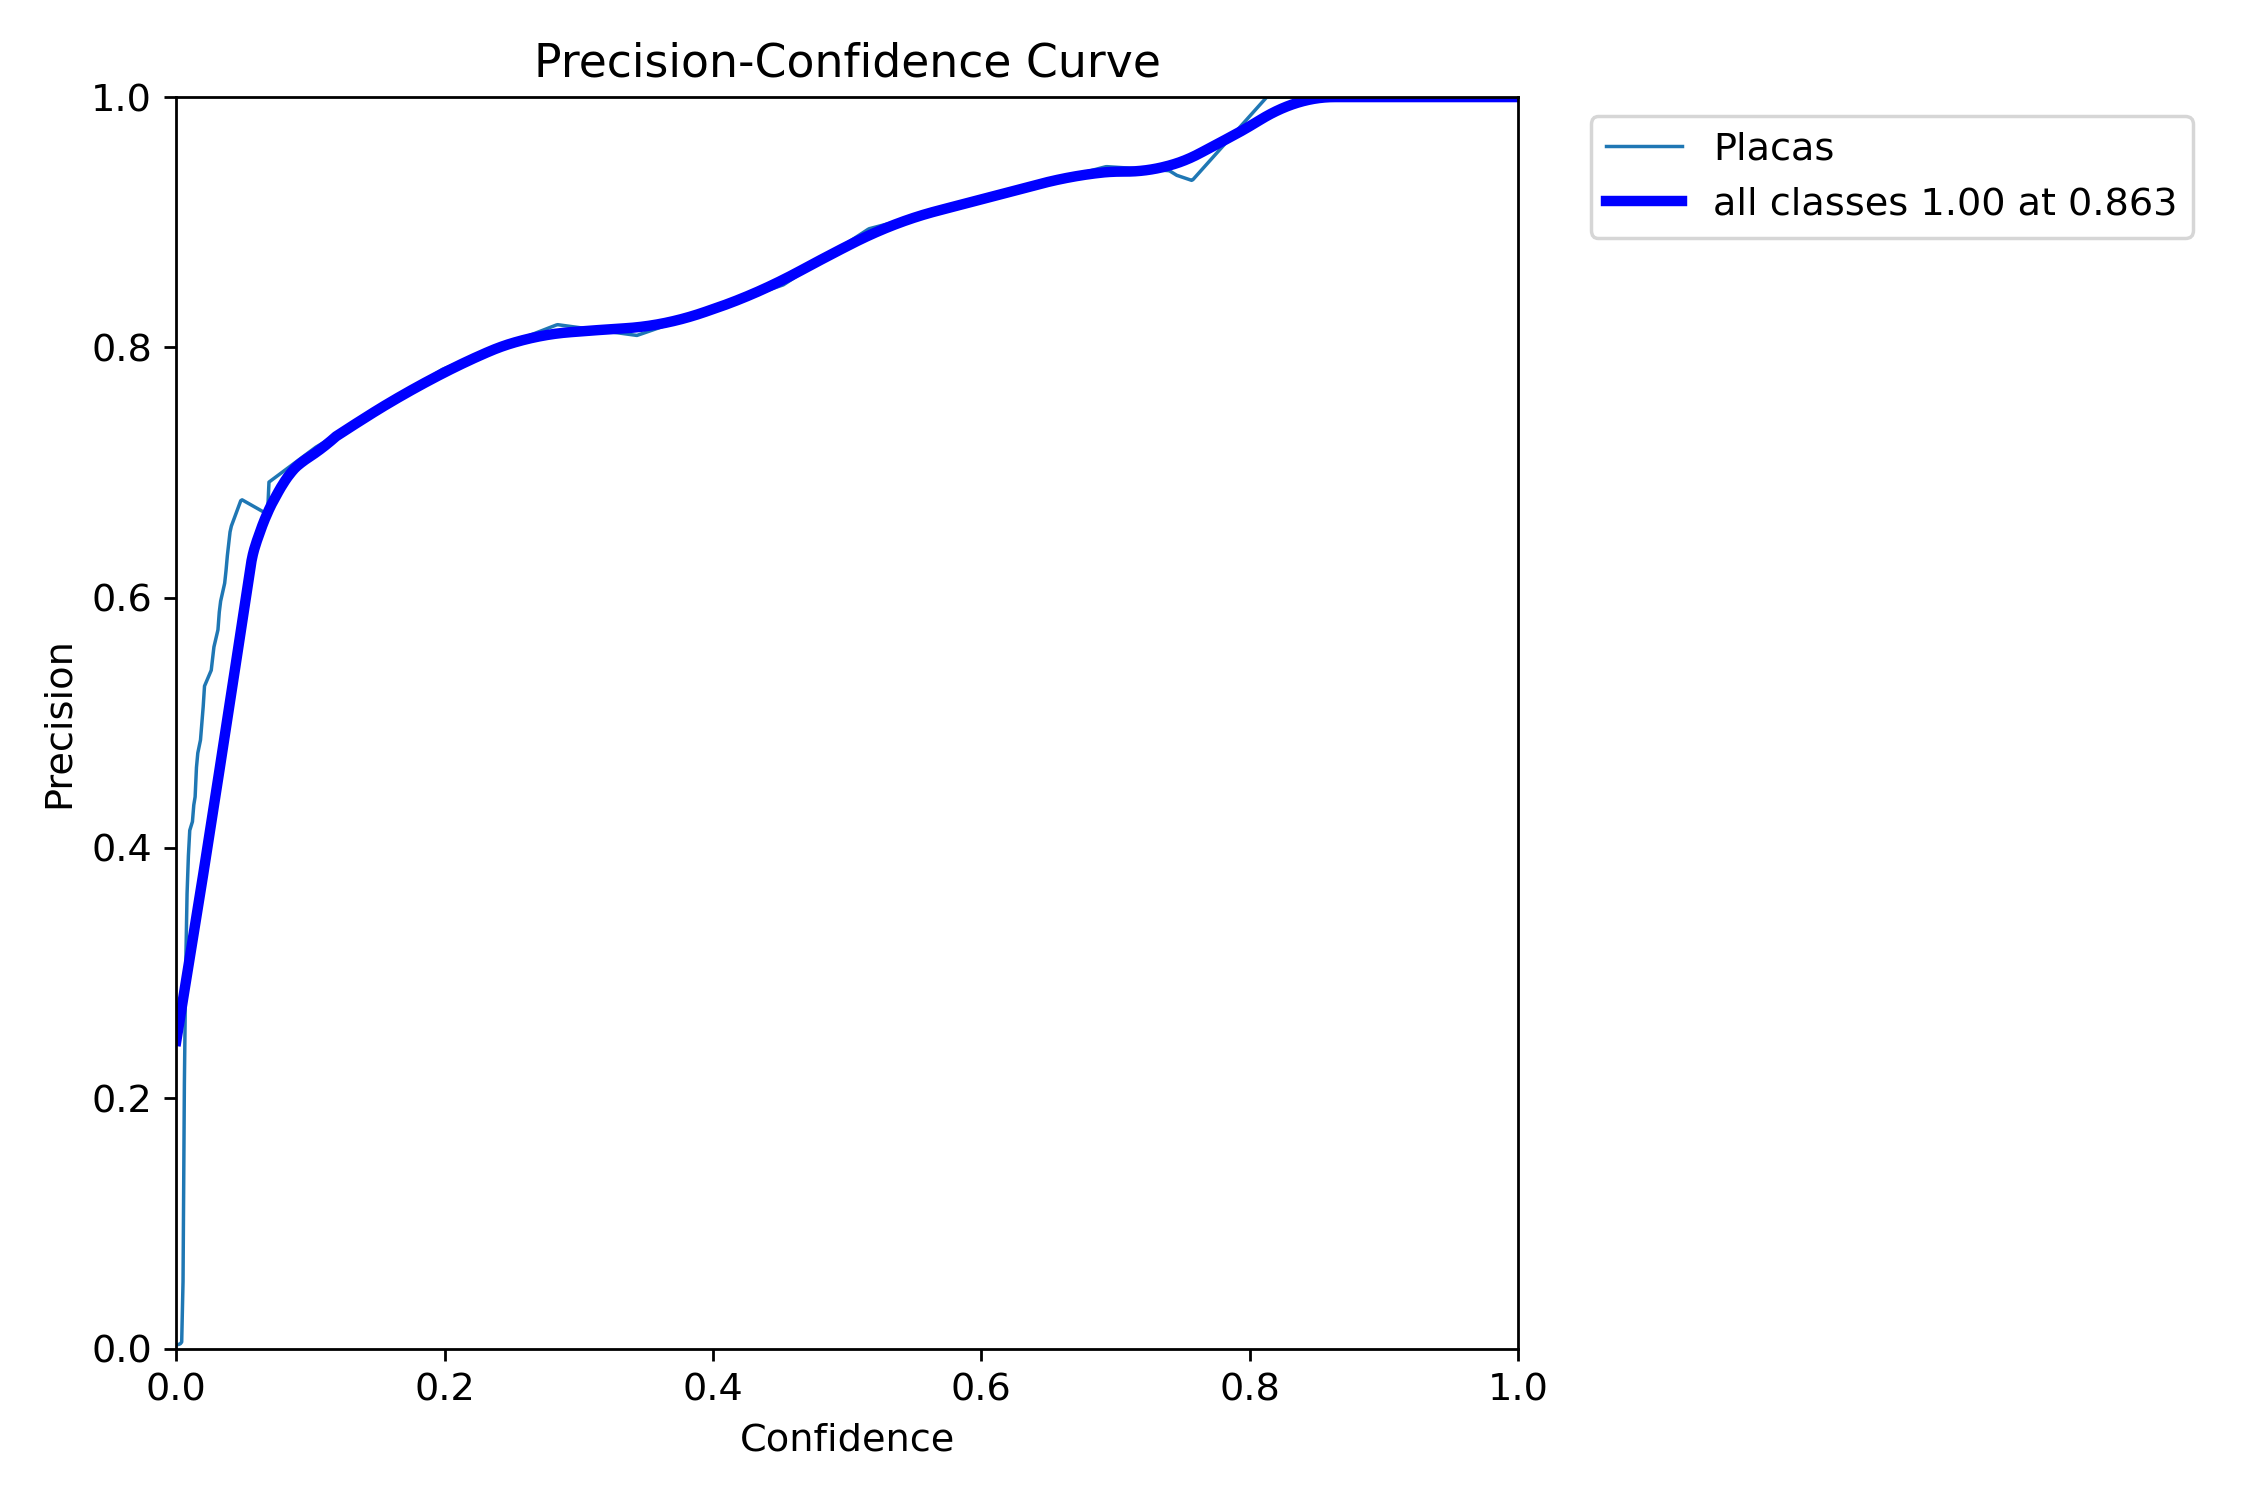 Precision-Confidence Curve
1.0
0.8
0.6
0.4
0.2
0.0
Precision
0.0 0.2 0.4 0.6 0.8 1.0
Confidence
Placas
all classes 1.00 at 0.863